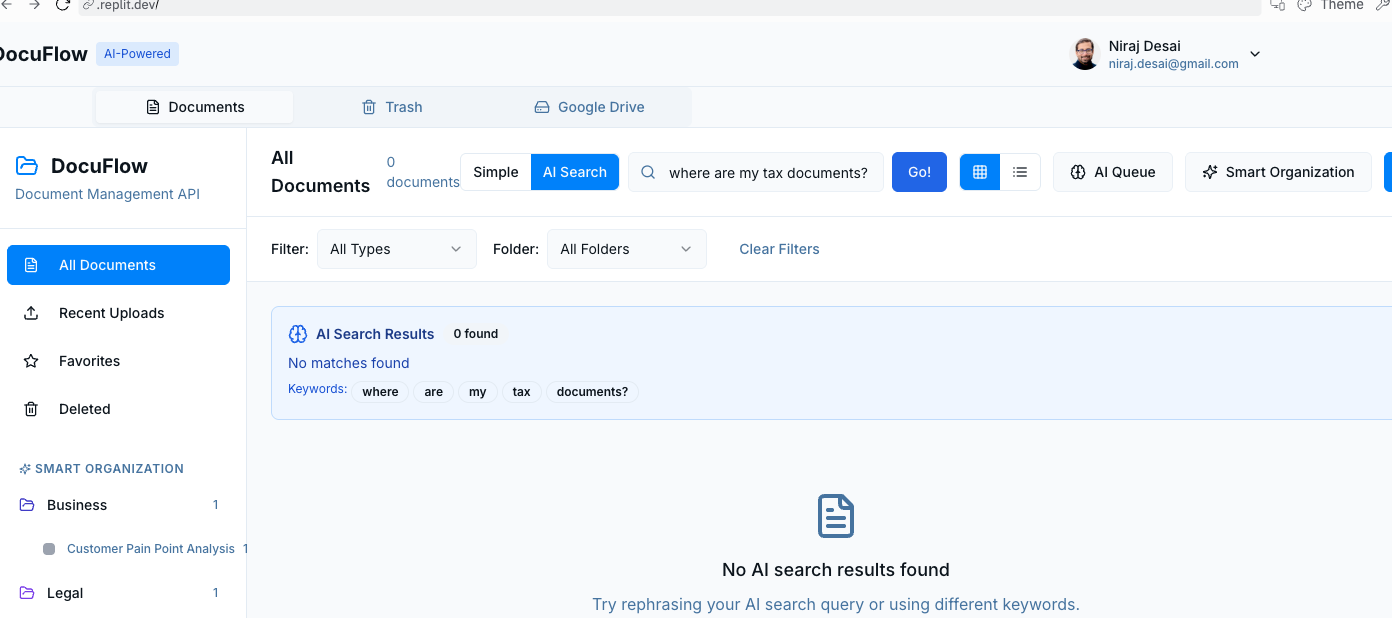 .replit.dev/
Theme
DocuFlow AI-Powered
Niraj Desai
niraj.desai@gmail.com
Documents Trash Google Drive
DocuFlow
Document Management API
All Documents
Recent Uploads
Favorites
Deleted
SMART ORGANIZATION
Business 1
Customer Pain Point Analysis 1
Legal 1
All
Documents
0
documents
Simple AI Search where are my tax documents? Go! AI Queue Smart Organization
Filter: All Types Folder: All Folders Clear Filters
AI Search Results 0 found
No matches found
Keywords: where are my tax documents?
No AI search results found
Try rephrasing your AI search query or using different keywords.